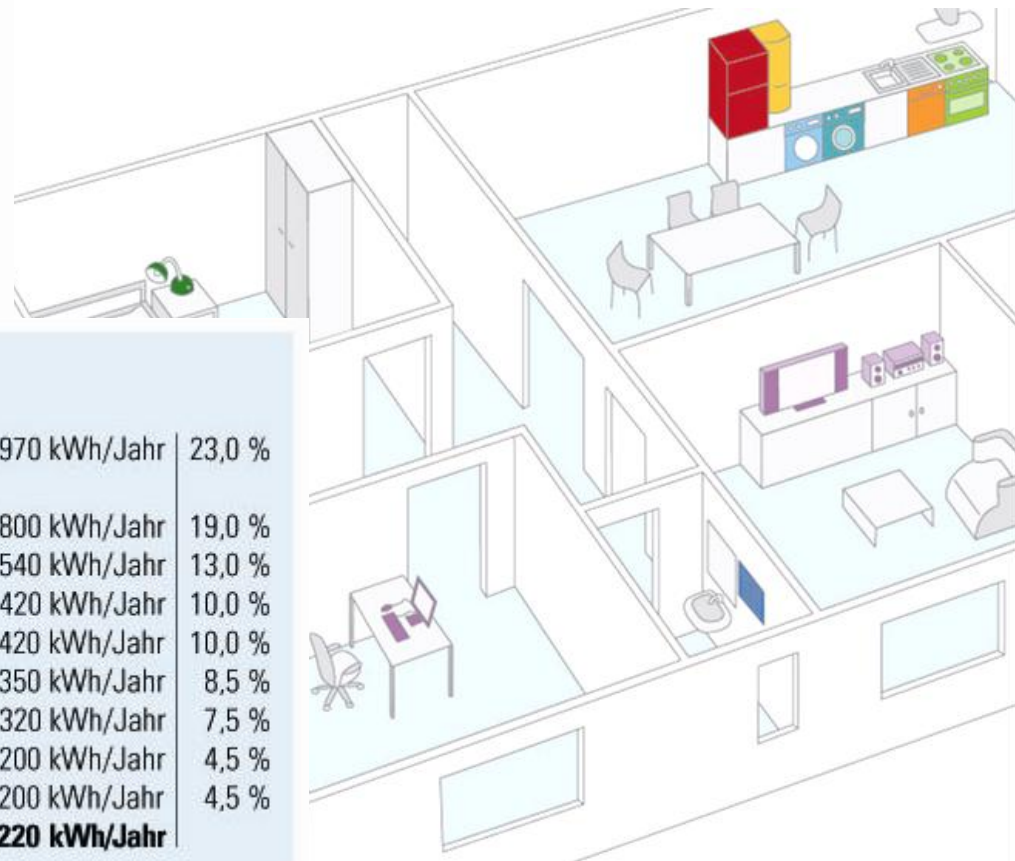 970 kWh/Jahr 23,0 %
800 kWh/Jahr 19,0 %
540 kWh/Jahr 13,0 %
420 kWh/Jahr 10,0 %
420 kWh/Jahr 10,0 %
350 kWh/Jahr 8,5 %
320 kWh/Jahr 7,5 %
200 kWh/Jahr 4,5 %
200 kWh/Jahr 4,5 %
220 kWh/Jahr